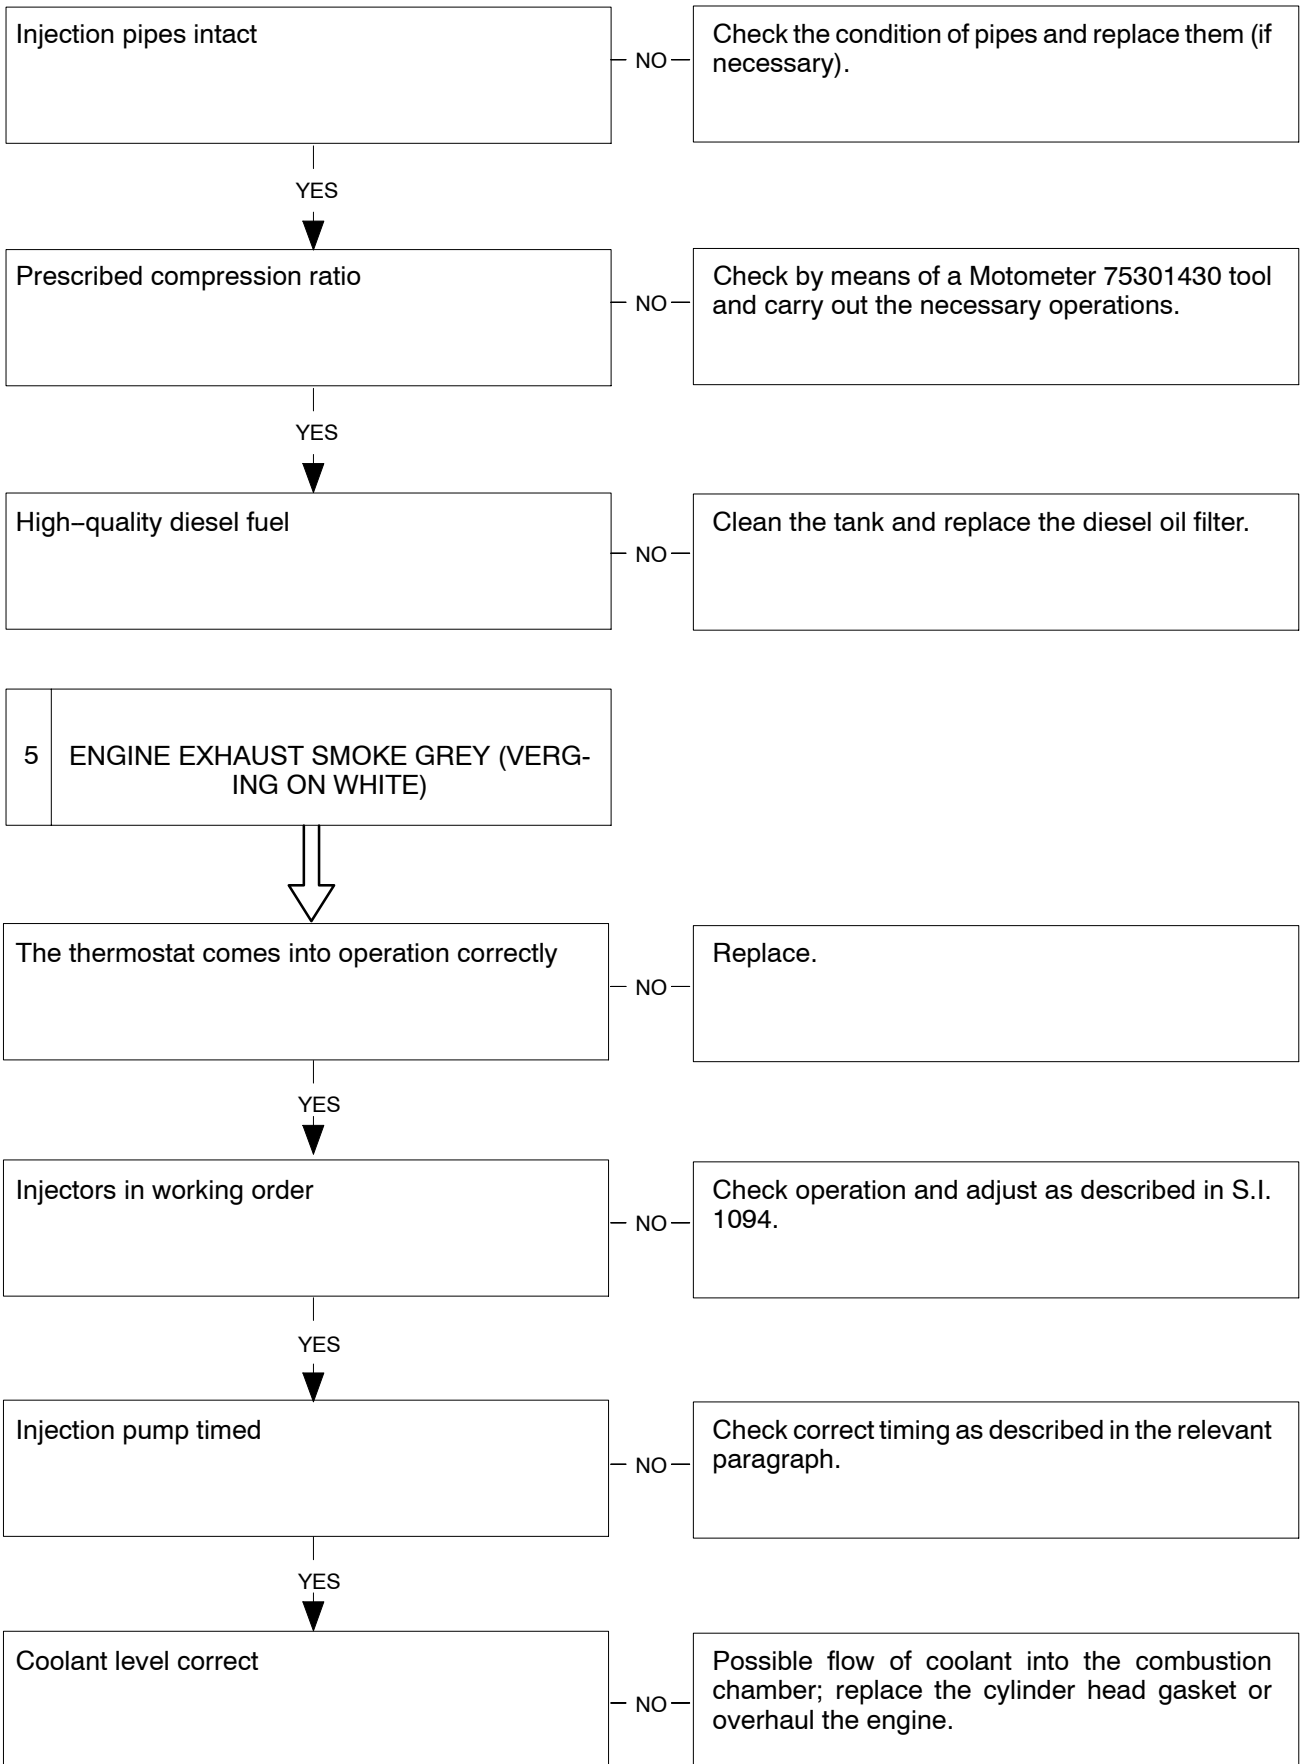 Injection pipes intact
NO
Check the condition of pipes and replace them (if
necessary).
YES
Prescribed compression ratio
NO
Check by means of a Motometer 75301430 tool
and carry out the necessary operations.
YES
High−quality diesel fuel
NO
Clean the tank and replace the diesel oil filter.
5
ENGINE EXHAUST SMOKE GREY (VERG-
ING ON WHITE)
The thermostat comes into operation correctly
NO
Replace.
YES
Injectors in working order
NO
Check operation and adjust as described in S.I.
1094.
YES
Injection pump timed
NO
Check correct timing as described in the relevant
paragraph.
YES
Coolant level correct
NO
Possible flow of coolant into the combustion
chamber; replace the cylinder head gasket or
overhaul the engine.